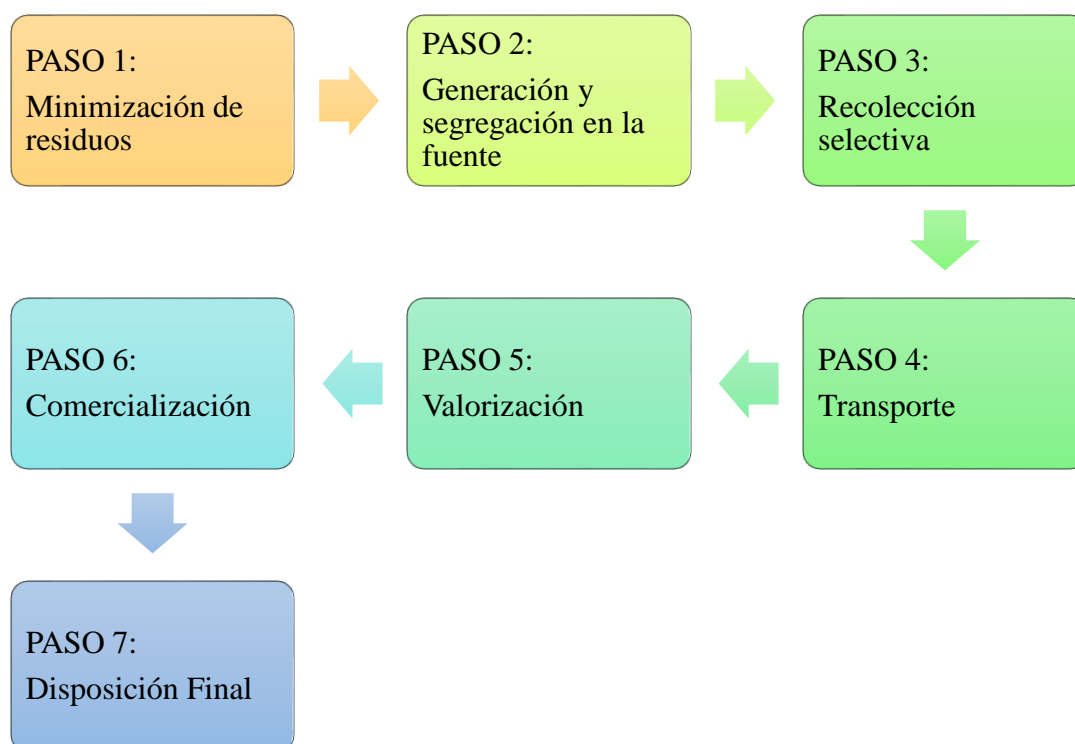 PASO 1:
Minimización de
residuos
PASO 2:
Generación y
segregación en la
fuente
PASO 3:
Recolección
selectiva
PASO 4:
Transporte
PASO 5:
Valorización
PASO 6:
Comercialización
PASO 7:
Disposición Final